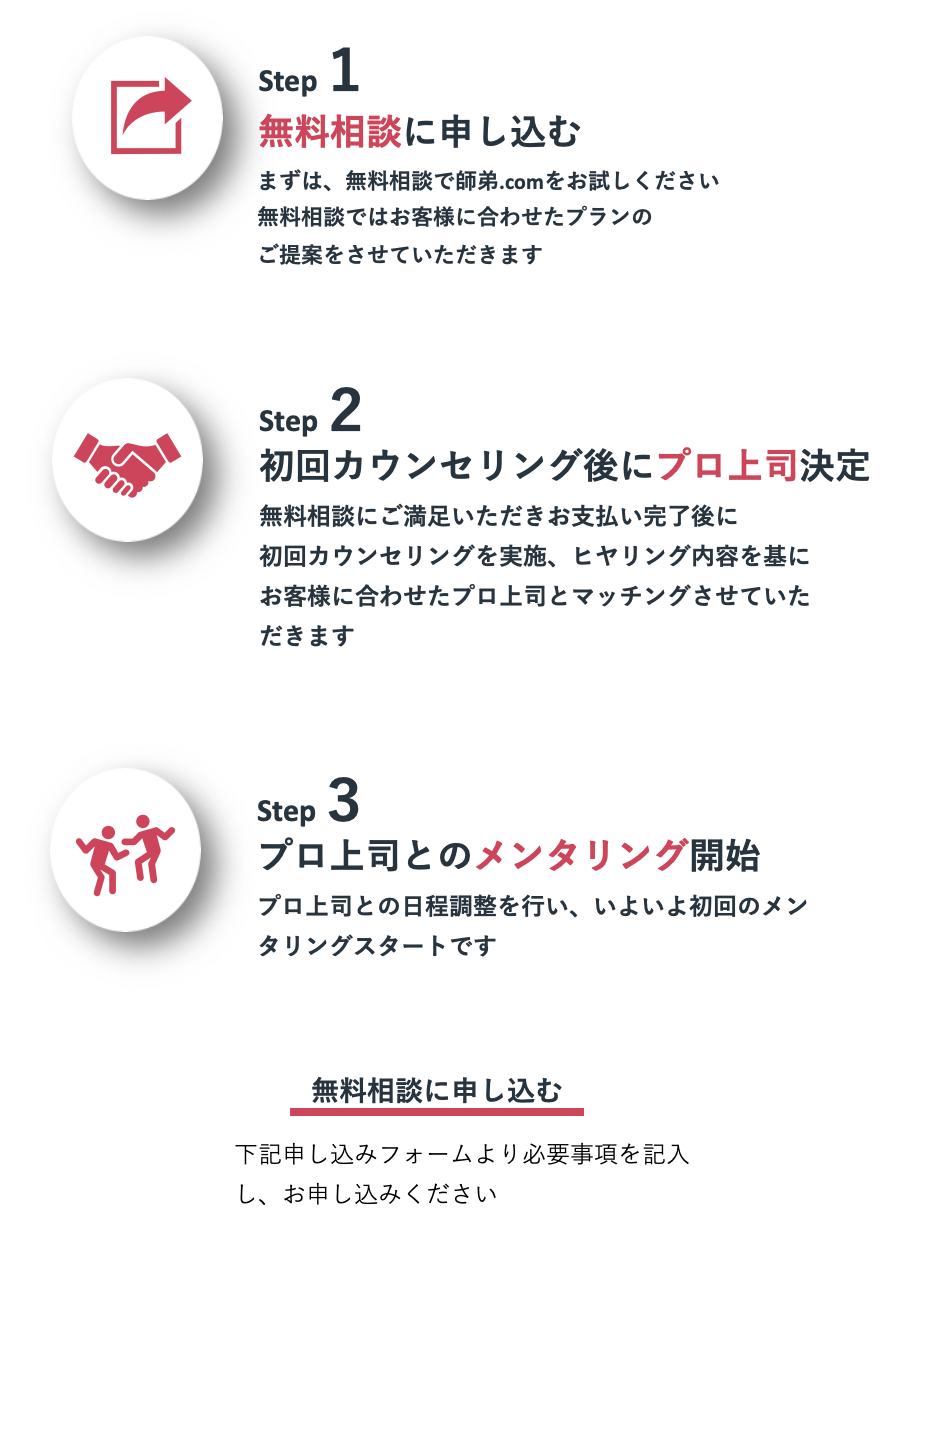 Step 1
無料相談に申し込む
まずは、無料相談で師弟.comをお試しください
無料相談ではお客様に合わせたプランの
ご提案をさせていただきます
Step 2
初回カウンセリング後にプロ上司決定
無料相談にご満足いただきお支払い完了後に
初回カウンセリングを実施、ヒヤリング内容を基に
お客様に合わせたプロ上司とマッチングさせていた
だきます
Step 3
プロ上司とのメンタリング開始
プロ上司との日程調整を行い、いよいよ初回のメン
タリングスタートです
無料相談に申し込む
下記申し込みフォームより必要事項を記入
し、お申し込みください